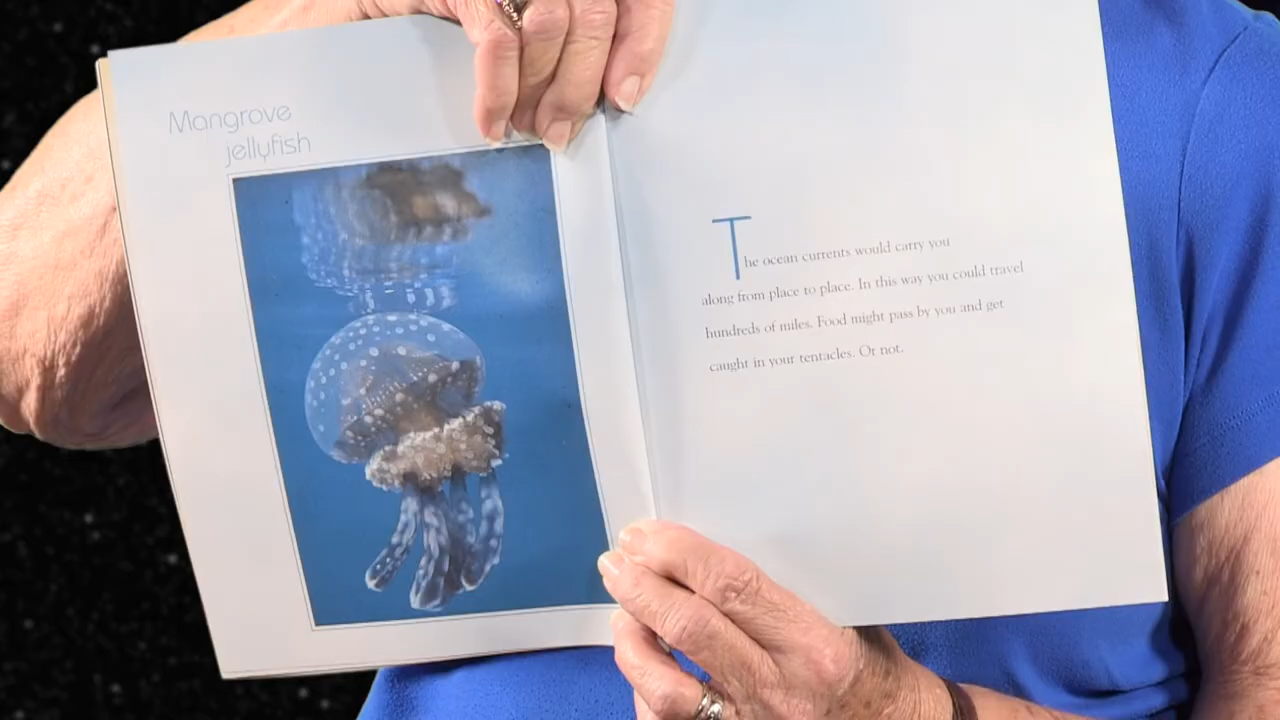 Mangrove
jellyfish
The ocean currents would carry you
along from place to place. In this way you could travel
hundreds of miles. Food might pass by you and get
caught in your tentacles. Or not.